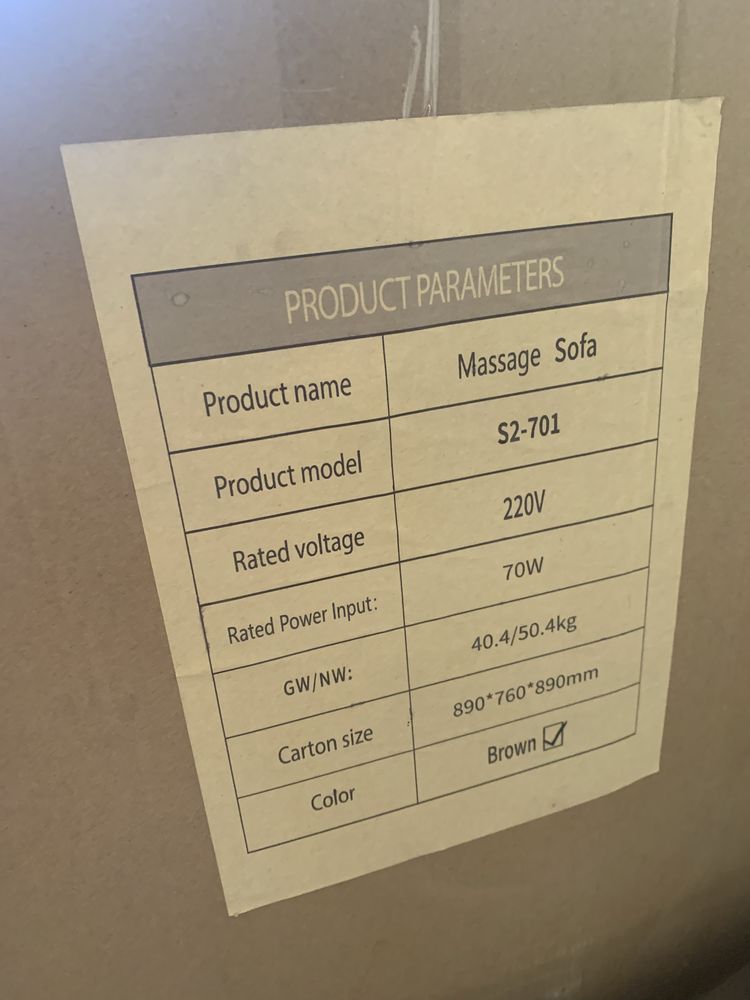 PRODUCT PARAMETERS
Product name Massage Sofa
Product model S2-701
Rated voltage 220V
Rated Power Input: 70W
GW/NW: 40.4/50.4kg
Carton size 890*760*890mm
Color Brown ☑